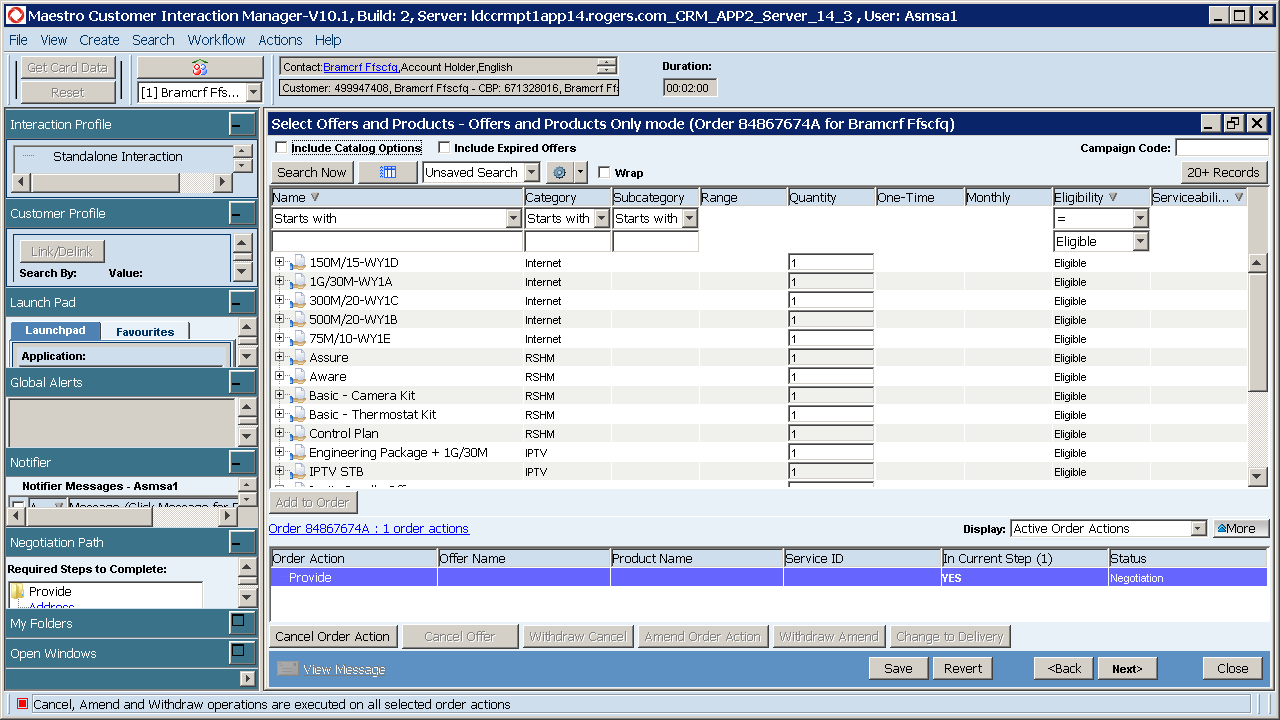 Maestro Customer Interaction Manager-V10.1, Build: 2, Server: ldccrmpt1app14.rogers.com_CRM_APP2_Server_14_3 , User: Asmsa1
File View Create Search Workflow Actions Help
Get Card Data
Reset
[1] Bramcrf Ffs...
Contact:Bramcrf Ffscfq,Account Holder,English
Customer: 499947408, Bramcrf Ffscfq - CBP: 671328016, Bramcrf Ff
Duration:
00:02:00
Interaction Profile
Standalone Interaction
Customer Profile
Link/Delink
Search By: Value:
Launch Pad
Launchpad Favourites
Application:
Global Alerts
Notifier
Notifier Messages - Asmsa1
Negotiation Path
Required Steps to Complete:
Provide
Address
My Folders
Open Windows
Select Offers and Products - Offers and Products Only mode (Order 84867674A for Bramcrf Ffscfq)
Include Catalog Options Include Expired Offers Campaign Code:
Search Now Unsaved Search Wrap 20+ Records
Name Category Subcategory Range Quantity One-Time Monthly Eligibility Serviceabili...
Starts with Starts with Starts with =
Eligible
150M/15-WY1D Internet 1 Eligible
1G/30M-WY1A Internet 1 Eligible
300M/20-WY1C Internet 1 Eligible
500M/20-WY1B Internet 1 Eligible
75M/10-WY1E Internet 1 Eligible
Assure RSHM 1 Eligible
Aware RSHM 1 Eligible
Basic - Camera Kit RSHM 1 Eligible
Basic - Thermostat Kit RSHM 1 Eligible
Control Plan RSHM 1 Eligible
Engineering Package + 1G/30M IPTV 1 Eligible
IPTV STB IPTV 1 Eligible
Add to Order
Order 84867674A : 1 order actions Display: Active Order Actions More
Order Action Offer Name Product Name Service ID In Current Step (1) Status
Provide YES Negotiation
Cancel Order Action Cancel Offer Withdraw Cancel Amend Order Action Withdraw Amend Change to Delivery
View Message Save Revert <Back Next> Close
Cancel, Amend and Withdraw operations are executed on all selected order actions